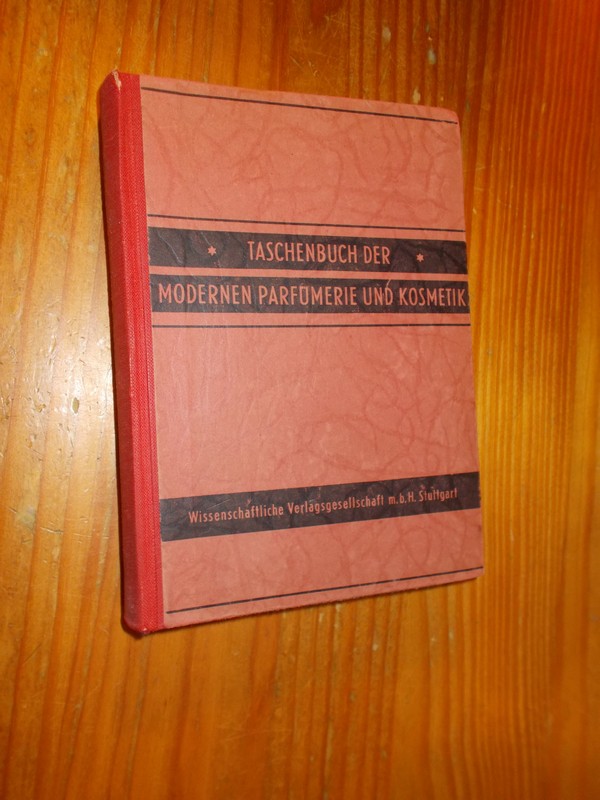 * TASCHENBUCH DER *
MODERNEN PARFÜMERIE UND KOSMETIK
Wissenschaftliche Verlagsgesellschaft m.b.H. Stuttgart